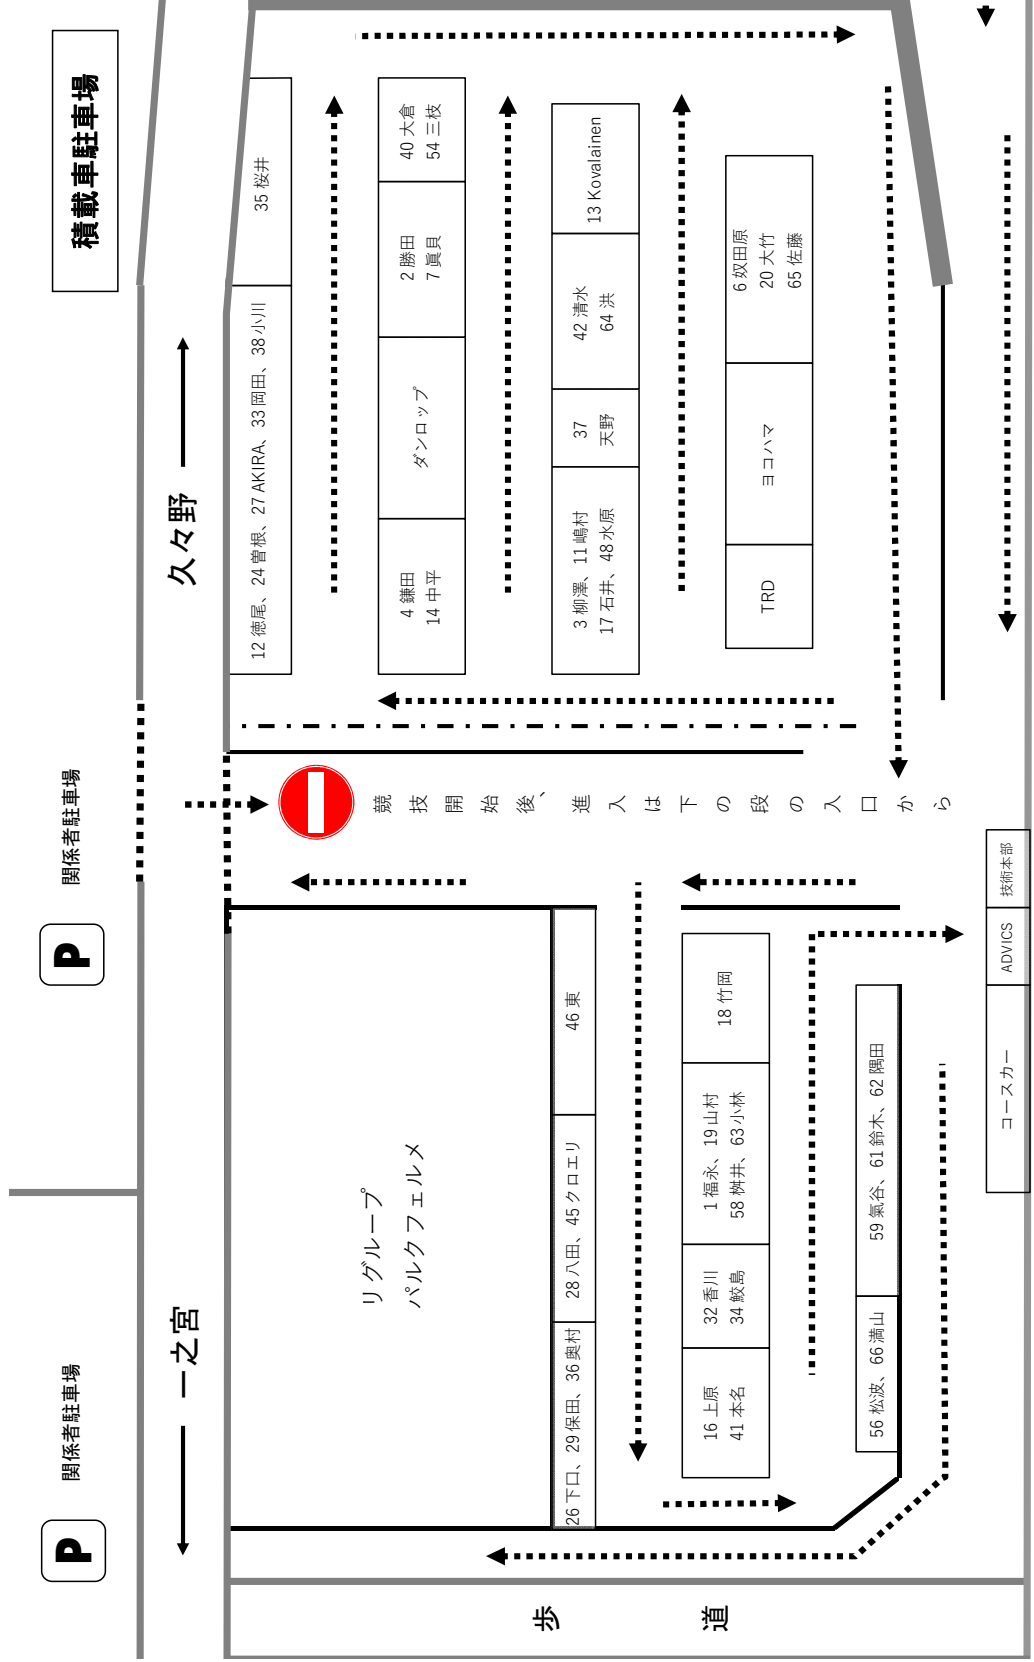 積載車駐車場
P
関係者駐車場
P
関係者駐車場
一之宮
久々野
リグループ
パルクフェルメ
12 徳尾、24 曽根、27 AKIRA、33 岡田、38 小川
35 桜井
4 鎌田
14 中平
ダンロップ
2 勝田
7 眞貝
40 大倉
54 三枝
3 柳澤、11 嶋村
17 石井、48 水原
37
天野
42 清水
64 洪
13 Kovalainen
TRD
ヨコハマ
6 奴田原
20 大竹
65 佐藤
競技開始後、進入は下の段の入口から
26 下口、29 保田、36 奥村
28 八田、45 クロエリ
46 東
16 上原
41 本名
32 香川
34 鮫島
1 福永、19 山村
58 桝井、63 小林
18 竹岡
56 松波、66 満山
59 氣谷、61 鈴木、62 隅田
コースカー
ADVICS
技術本部
歩道